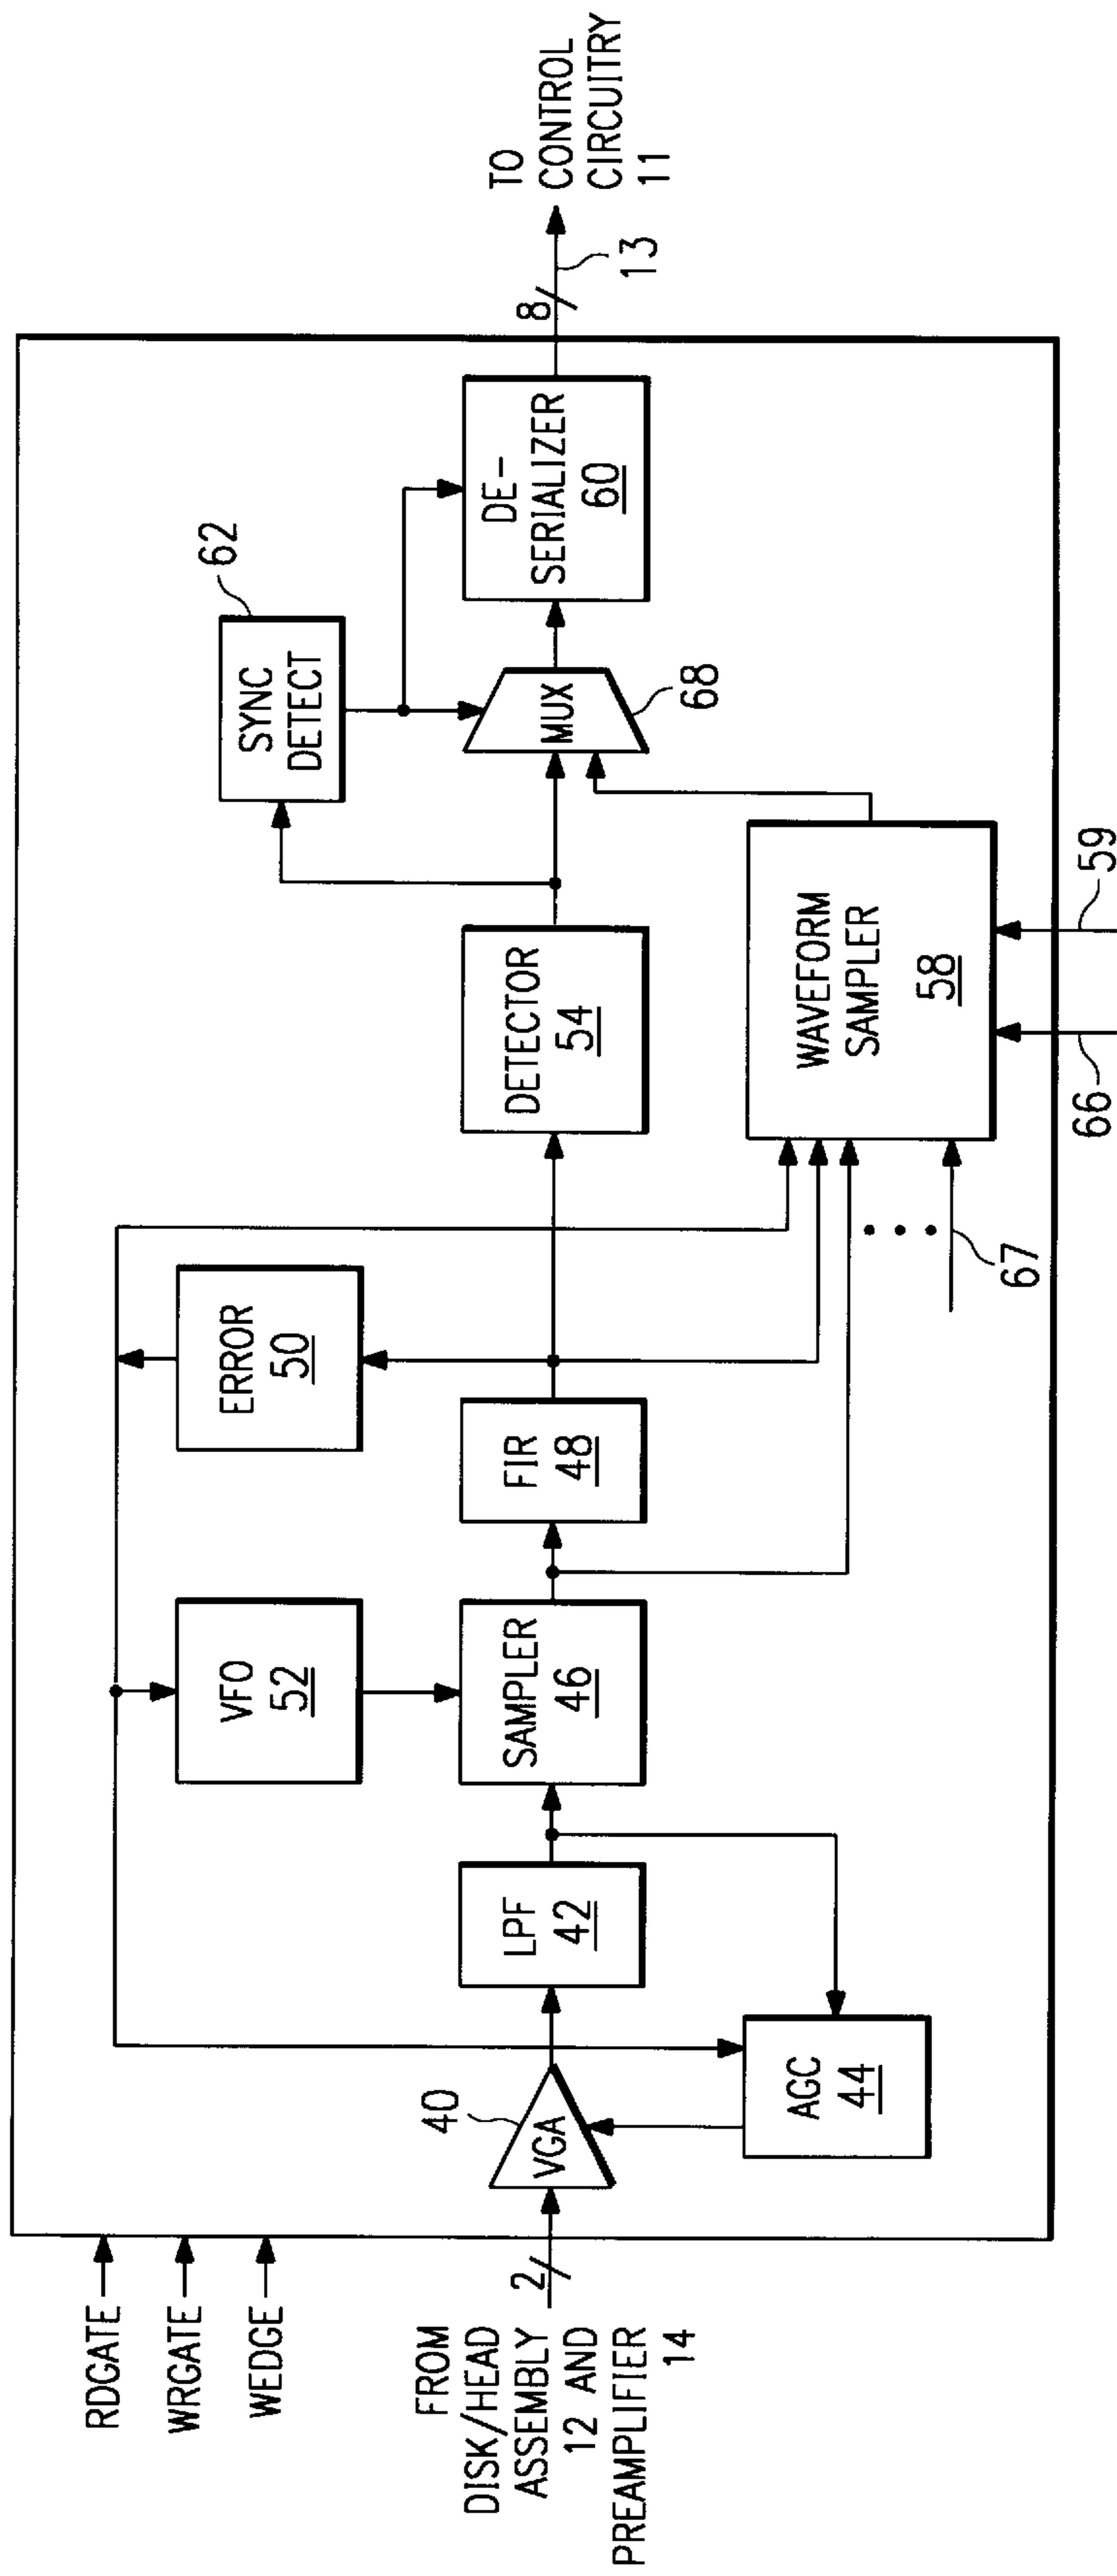 RDGATE
WRGATE
WEDGE
FROM
DISK/HEAD
ASSEMBLY
12 AND
PREAMPLIFIER
14
2
VGA
40
LPF
42
AGC
44
VFO
52
SAMPLER
46
ERROR
50
FIR
48
DETECTOR
54
SYNC
DETECT
62
MUX
68
DE-
SERIALIZER
60
WAVEFORM
SAMPLER
58
67
66
59
8
13
TO
CONTROL
CIRCUITRY
11